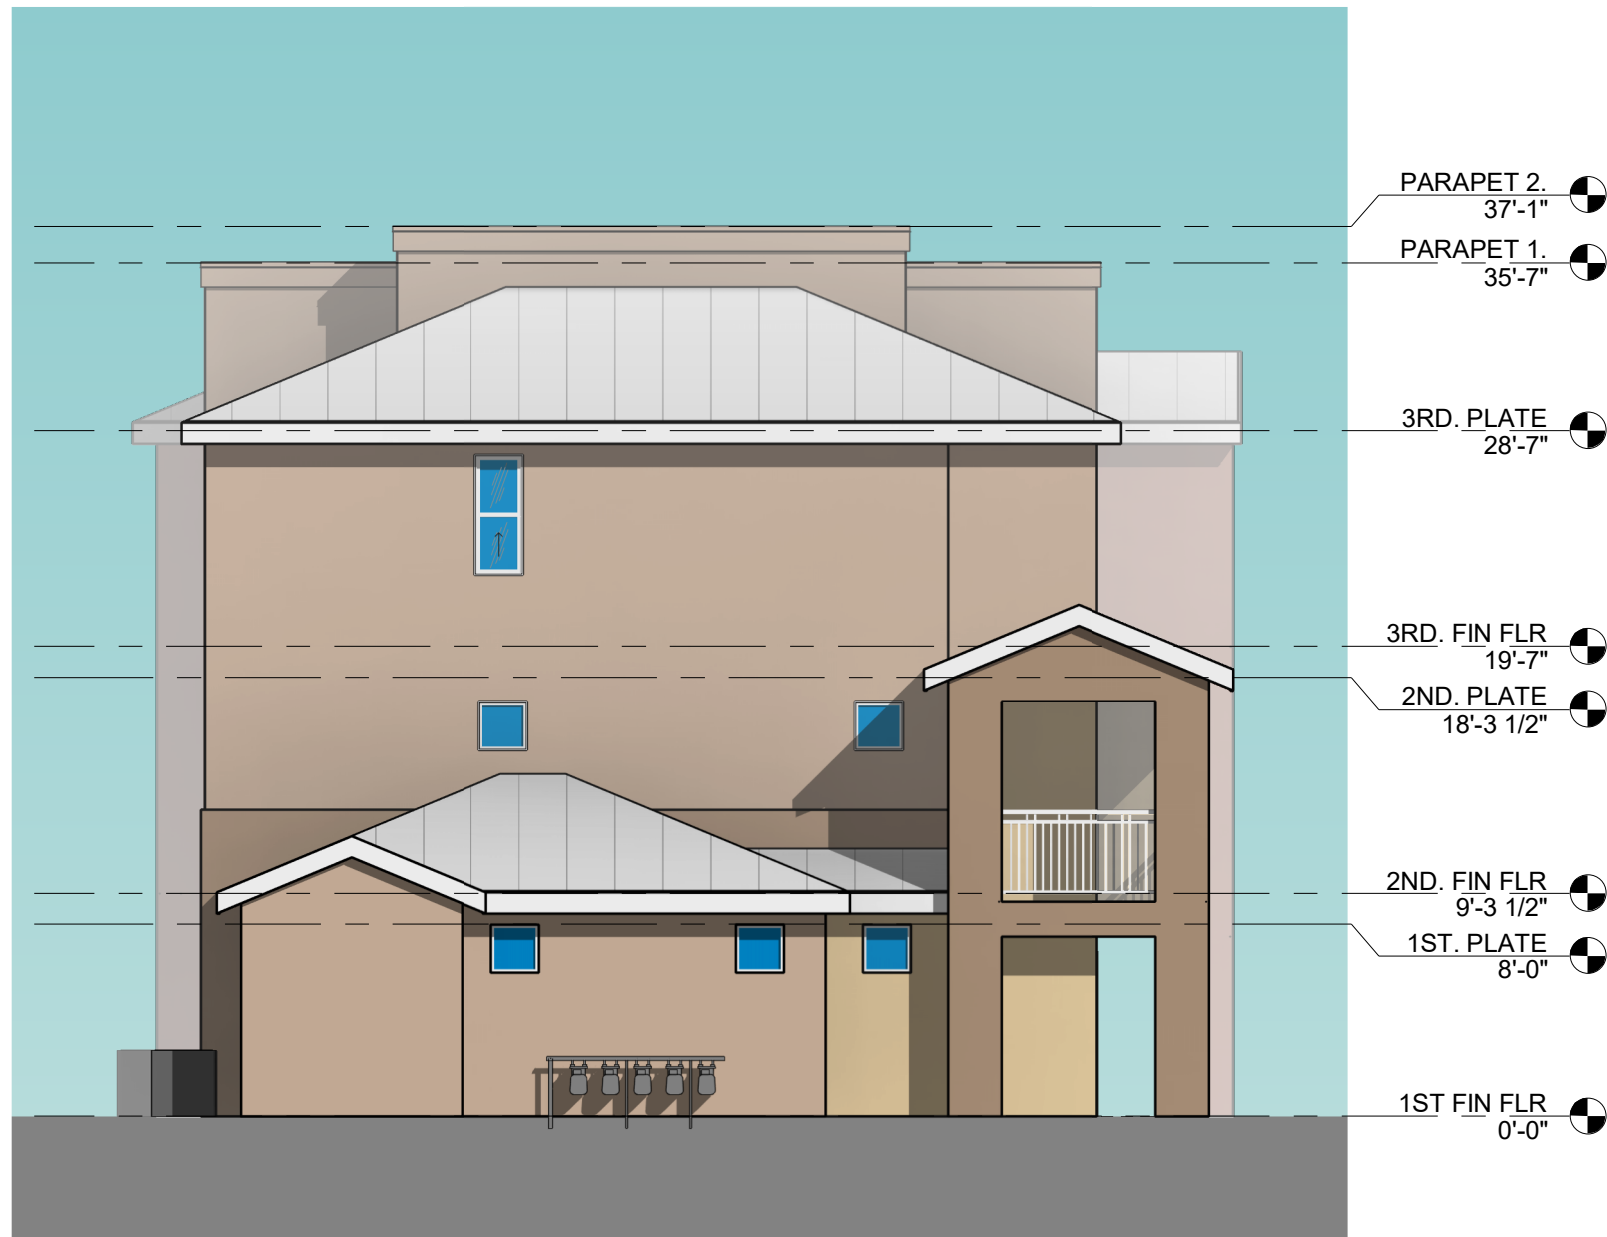 PARAPET 2.
37'-1"
PARAPET 1.
35'-7"
3RD. PLATE
28'-7"
3RD. FIN FLR
19'-7"
2ND. PLATE
18'-3 1/2"
2ND. FIN FLR
9'-3 1/2"
1ST. PLATE
8'-0"
1ST FIN FLR
0'-0"